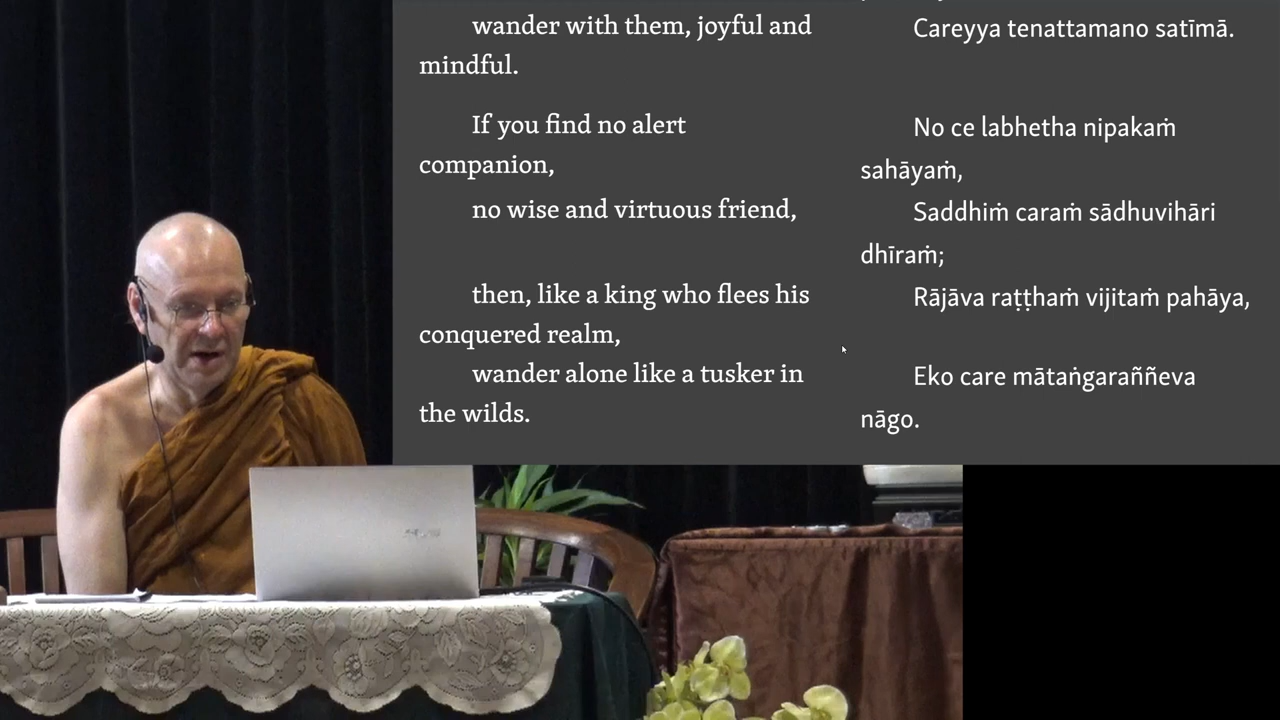 wander with them, joyful and
mindful.
If you find no alert
companion,
no wise and virtuous friend,
then, like a king who flees his
conquered realm,
wander alone like a tusker in
the wilds.
Careyya tenattamano satīmā.
No ce labhetha nipakaṁ
sahāyaṁ,
Saddhiṁ caraṁ sādhuvihāri
dhīraṁ;
Rājāva raṭṭhaṁ vijitaṁ pahāya,
Eko care mātaṅgaraññeva
nāgo.